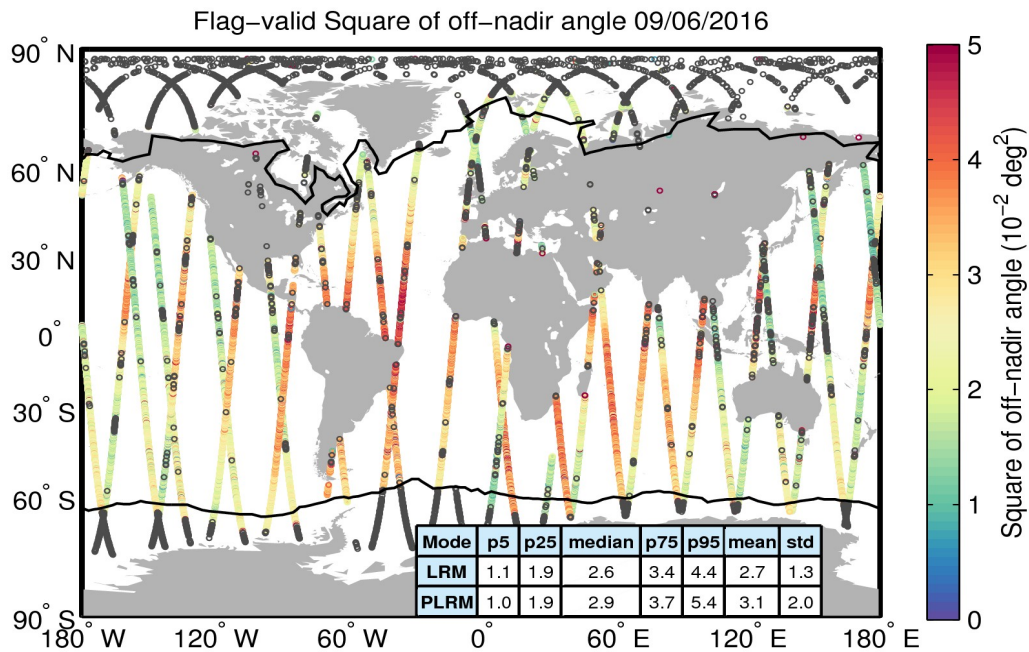 Flag−valid Square of off−nadir angle 09/06/2016
90° N
60° N
30° N
0°
30° S
60° S
90° S
180° W
120° W
60° W
0°
60° E
120° E
180° E
Mode p5 p25 median p75 p95 mean std
LRM 1.1 1.9 2.6 3.4 4.4 2.7 1.3
PLRM 1.0 1.9 2.9 3.7 5.4 3.1 2.0
5
4
3
2
1
0
Square of off−nadir angle (10⁻² deg²)